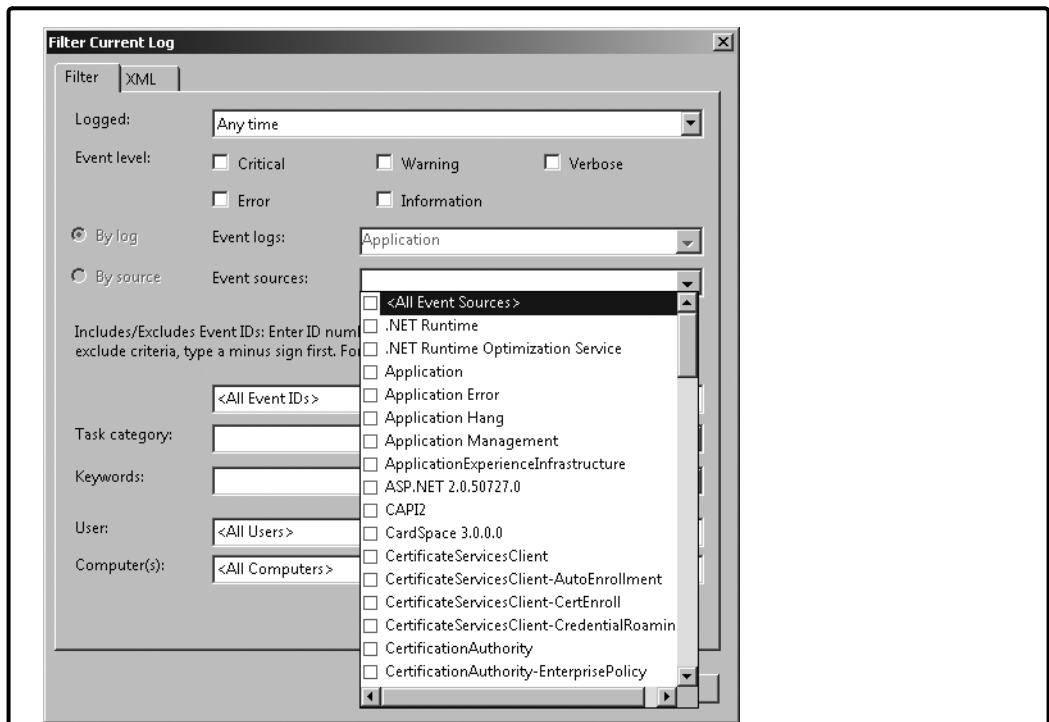 Filter Current Log
Filter XML
Logged: Any time
Event level: Critical Warning Verbose
Error Information
By log Event logs: Application
By source Event sources:
<All Event Sources>
.NET Runtime
Includes/Excludes Event IDs: Enter ID
.NET Runtime Optimization Service
exclude criteria, type a minus sign first.
Application
<All Event IDs> Application Error
Application Hang
Task category: Application Management
ApplicationExperienceInfrastructure
Keywords: ASP.NET 2.0.50727.0
CAPI2
User: <All Users> CardSpace 3.0.0.0
CertificateServicesClient
Computer(s): <All Computers> CertificateServicesClient-AutoEnrollment
CertificateServicesClient-CertEnroll
CertificateServicesClient-CredentialRoamin
CertificationAuthority
CertificationAuthority-EnterprisePolicy